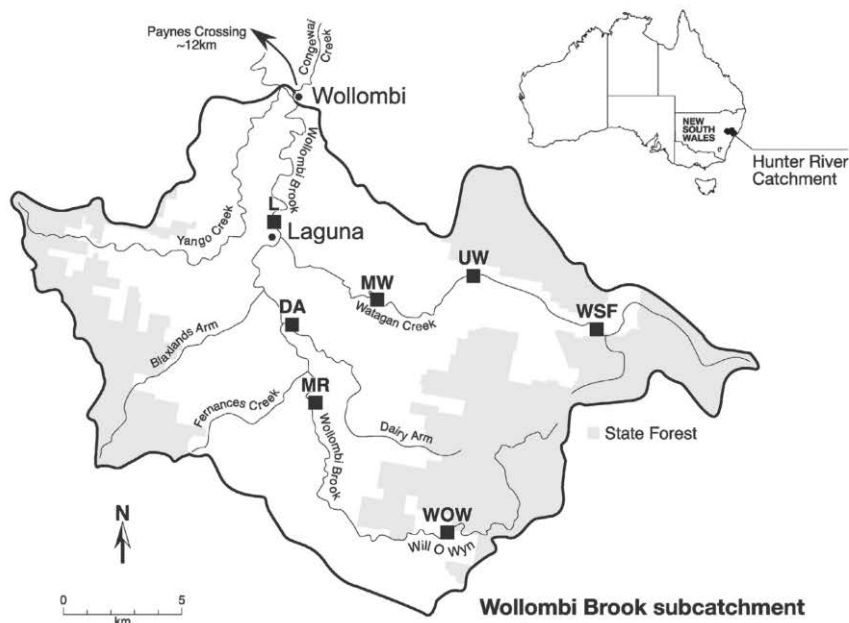 Paynes Crossing
~12km
Congewai
Creek
Wollombi
Wollombi Brook
NEW
SOUTH
WALES
Hunter River
Catchment
L
Laguna
Yango Creek
UW
MW
Watagan Creek
WSF
DA
Blaxlands Arm
MR
Fernances Creek
Wollombi
Brook
Dairy Arm
State Forest
N
WOW
Will O Wyn
0 5
km
Wollombi Brook subcatchment